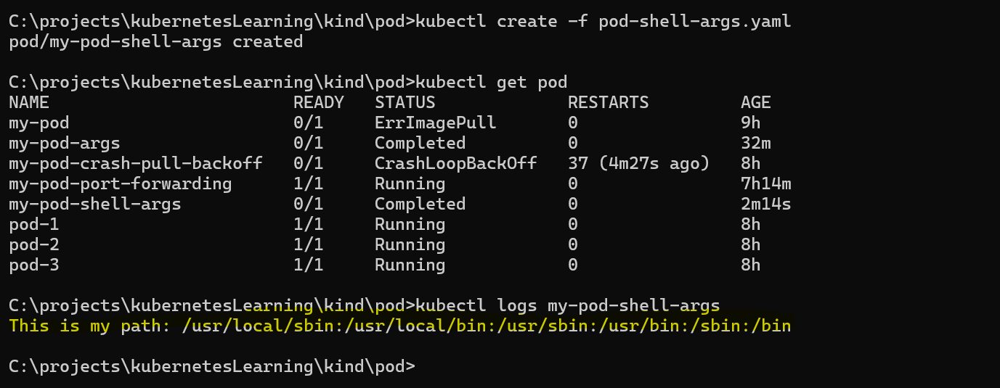 C:\projects\kubernetesLearning\kind\pod>kubectl create -f pod-shell-args.yaml
pod/my-pod-shell-args created
C:\projects\kubernetesLearning\kind\pod>kubectl get pod
NAME                        READY   STATUS             RESTARTS         AGE
my-pod                      0/1     ErrImagePull       0                9h
my-pod-args                 0/1     Completed          0                32m
my-pod-crash-pull-backoff   0/1     CrashLoopBackOff   37 (4m27s ago)   8h
my-pod-port-forwarding      1/1     Running            0                7h14m
my-pod-shell-args           0/1     Completed          0                2m14s
pod-1                       1/1     Running            0                8h
pod-2                       1/1     Running            0                8h
pod-3                       1/1     Running            0                8h
C:\projects\kubernetesLearning\kind\pod>kubectl logs my-pod-shell-args
This is my path: /usr/local/sbin:/usr/local/bin:/usr/sbin:/usr/bin:/sbin:/bin
C:\projects\kubernetesLearning\kind\pod>